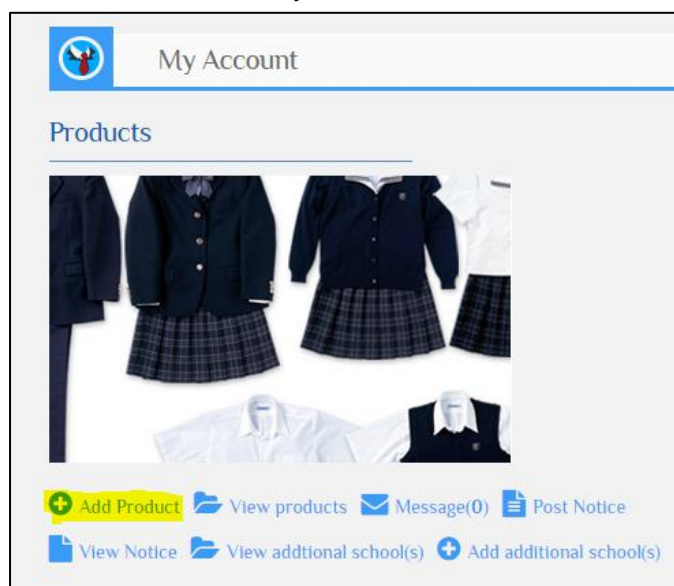 My Account
Products
Add Product View products Message(0) Post Notice
View Notice View addtional school(s) Add additional school(s)